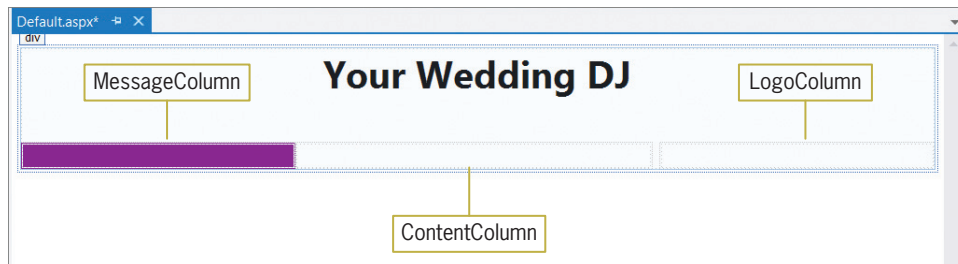 Default.aspx*
div
Your Wedding DJ
MessageColumn
LogoColumn
ContentColumn